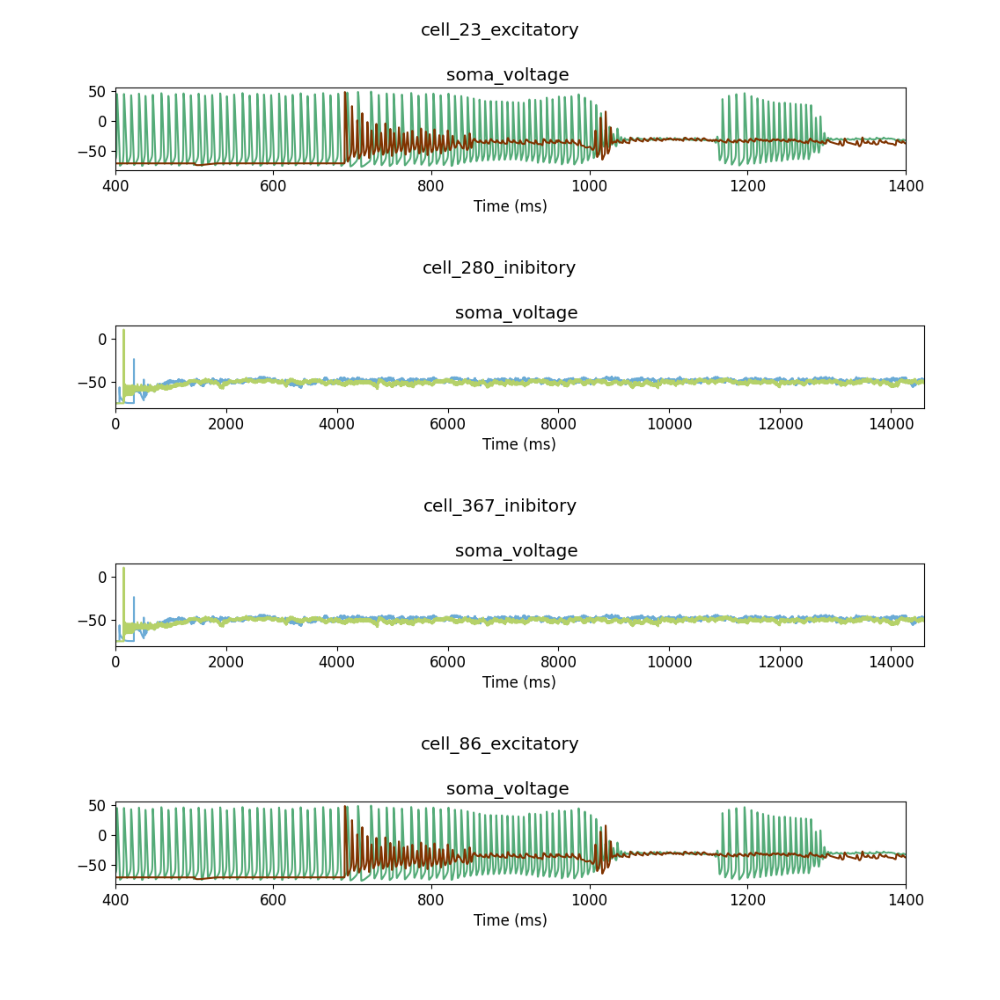 cell_23_excitatory
soma_voltage
50
0
−50
400 600 800 1000 1200 1400
Time (ms)
cell_280_inibitory
soma_voltage
0
−50
0 2000 4000 6000 8000 10000 12000 14000
Time (ms)
cell_367_inibitory
soma_voltage
0
−50
0 2000 4000 6000 8000 10000 12000 14000
Time (ms)
cell_86_excitatory
soma_voltage
50
0
−50
400 600 800 1000 1200 1400
Time (ms)